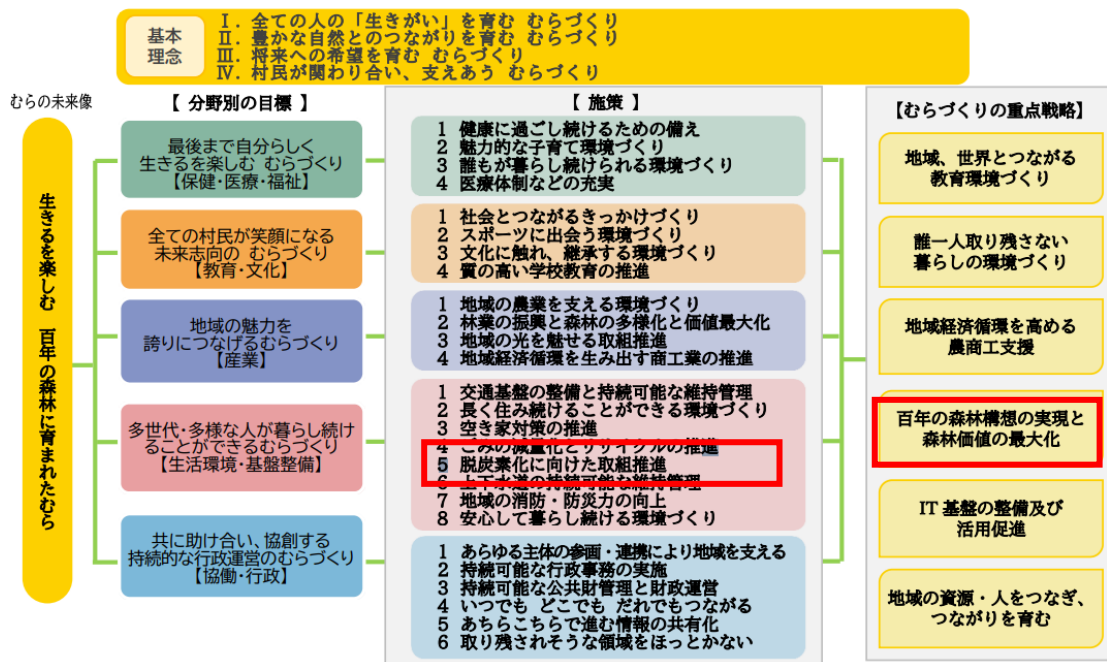 基本
理念
Ⅰ. 全ての人の「生きがい」を育む むらづくり
Ⅱ. 豊かな自然とのつながりを育む むらづくり
Ⅲ. 将来への希望を育む むらづくり
Ⅳ. 村民が関わり合い、支えあう むらづくり
むらの未来像
生きるを楽しむ 百年の森林に育まれたむら
【 分野別の目標 】
最後まで自分らしく
生きるを楽しむ むらづくり
【保健・医療・福祉】
全ての村民が笑顔になる
未来志向の むらづくり
【教育・文化】
地域の魅力を
誇りにつなげるむらづくり
【産業】
多世代・多様な人が暮らし続け
ることができるむらづくり
【生活環境・基盤整備】
共に助け合い、協創する
持続的な行政運営のむらづくり
【協働・行政】
【 施策 】
1 健康に過ごし続けるための備え
2 魅力的な子育て環境づくり
3 誰もが暮らし続けられる環境づくり
4 医療体制などの充実
1 社会とつながるきっかけづくり
2 スポーツに出会う環境づくり
3 文化に触れ、継承する環境づくり
4 質の高い学校教育の推進
1 地域の農業を支える環境づくり
2 林業の振興と森林の多様化と価値最大化
3 地域の光を魅せる取組推進
4 地域経済循環を生み出す商工業の推進
1 交通基盤の整備と持続可能な維持管理
2 長く住み続けることができる環境づくり
3 空き家対策の推進
4 ごみの減量化とリサイクルの推進
5 脱炭素化に向けた取組推進
6 上下水道の持続可能な維持管理
7 地域の消防・防災力の向上
8 安心して暮らし続ける環境づくり
1 あらゆる主体の参画・連携により地域を支える
2 持続可能な行政事務の実施
3 持続可能な公共財管理と財政運営
4 いつでも どこでも だれでもつながる
5 あちらこちらで進む情報の共有化
6 取り残されそうな領域をほっとかない
【むらづくりの重点戦略】
地域、世界とつながる
教育環境づくり
誰一人取り残さない
暮らしの環境づくり
地域経済循環を高める
農商工支援
百年の森林構想の実現と
森林価値の最大化
IT 基盤の整備及び
活用促進
地域の資源・人をつなぎ、
つながりを育む